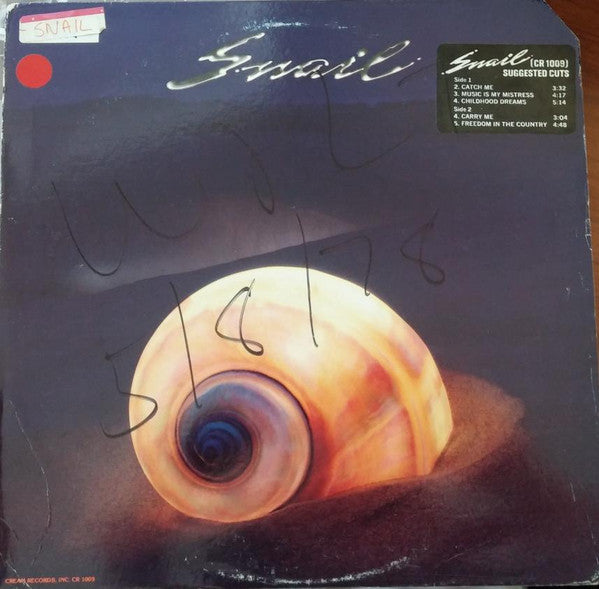 SNAIL
Snail
Snail (CR 1009)
SUGGESTED CUTS
Side 1
2. CATCH ME 3:32
3. MUSIC IS MY MISTRESS 4:17
4. CHILDHOOD DREAMS 5:14
Side 2
4. CARRY ME 3:04
5. FREEDOM IN THE COUNTRY 4:48
5/8/78
CREAM RECORDS, INC. CR 1009